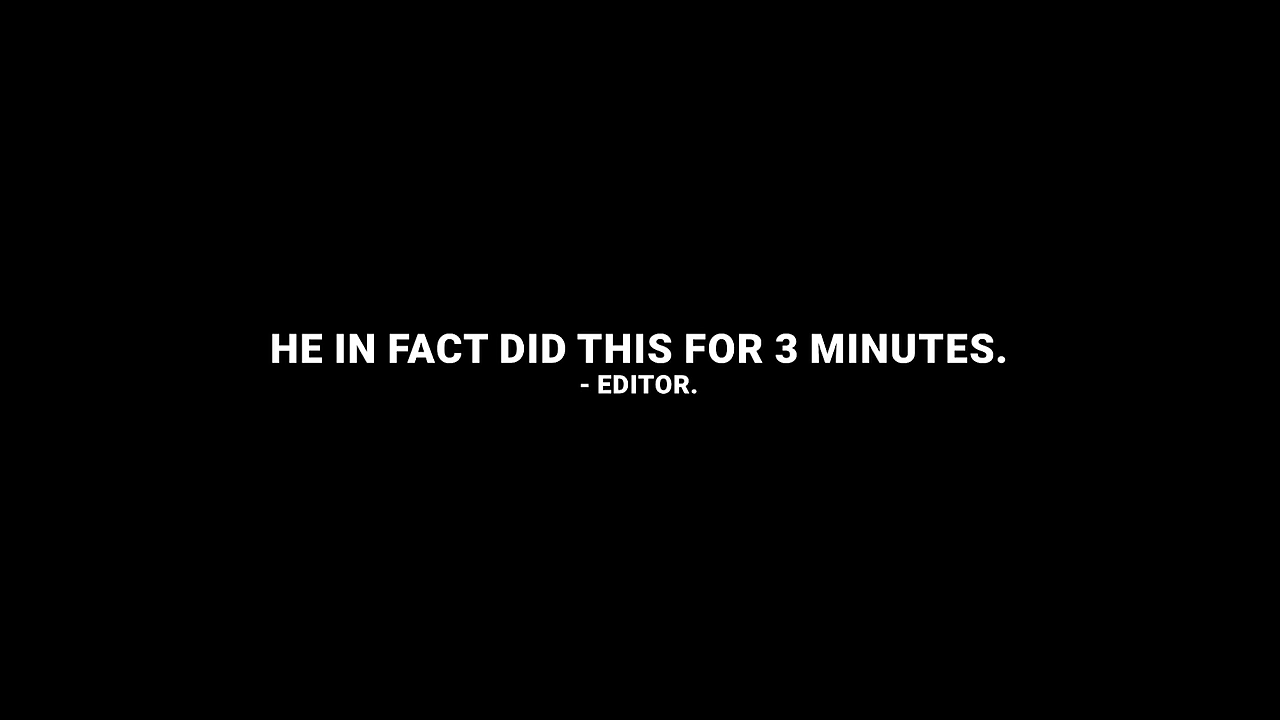 HE IN FACT DID THIS FOR 3 MINUTES.
- EDITOR.